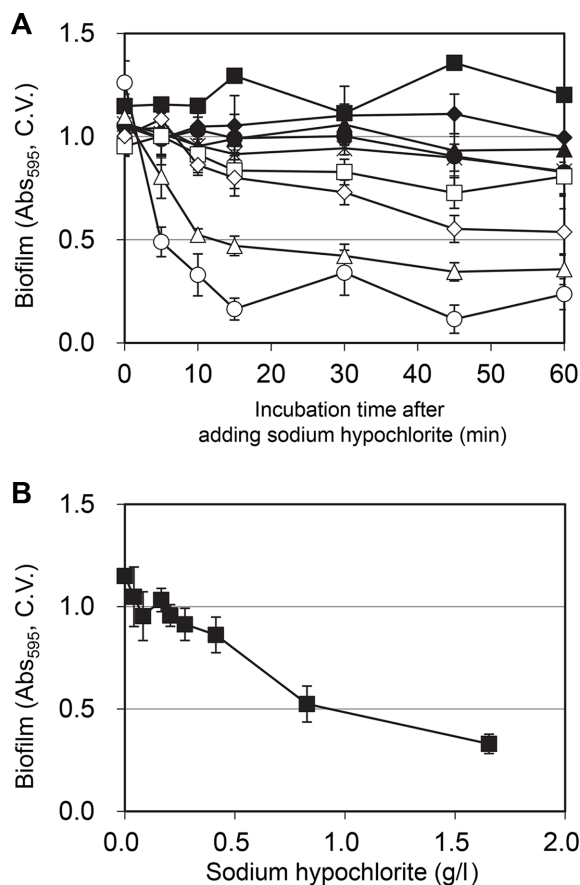 A
1.5
1.0
0.5
0.0
Biofilm (Abs595, C.V.)
0 10 20 30 40 50 60
Incubation time after
adding sodium hypochlorite (min)
B
1.5
1.0
0.5
0.0
Biofilm (Abs595, C.V.)
0.0 0.5 1.0 1.5 2.0
Sodium hypochlorite (g/l)